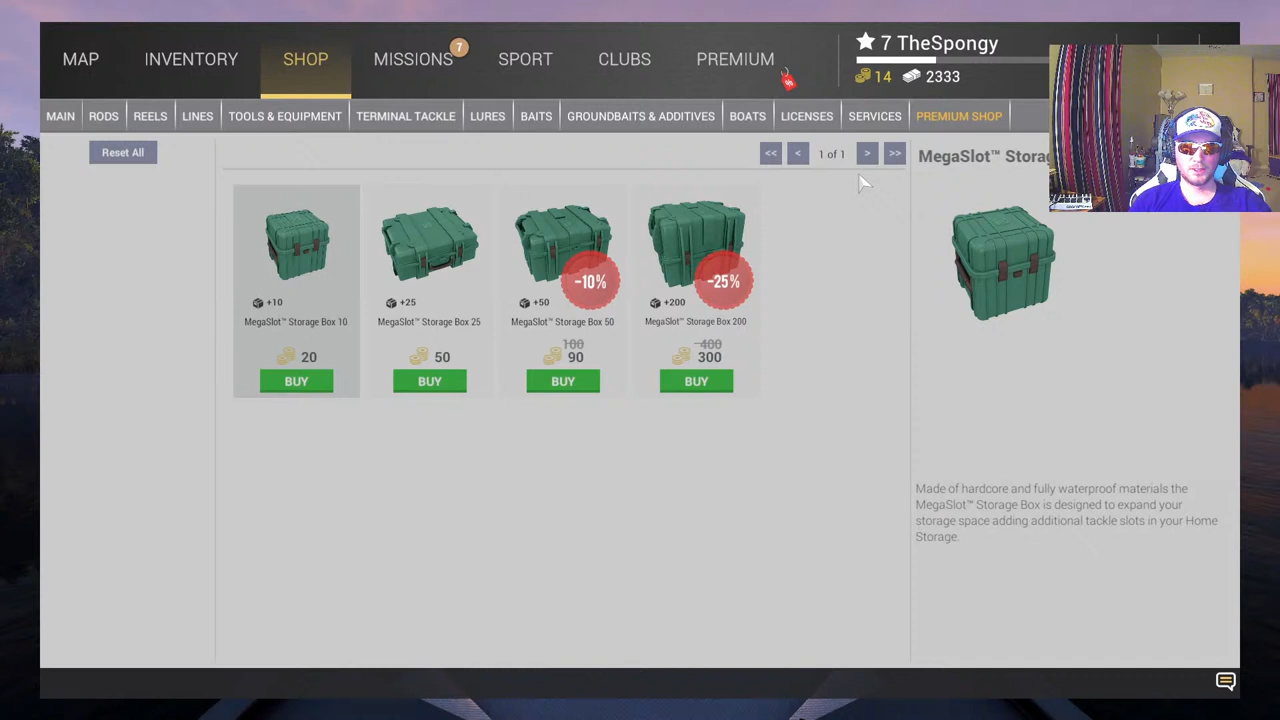 MAP INVENTORY SHOP MISSIONS 7 SPORT CLUBS PREMIUM %
7 TheSpongy
14 2333
MAIN RODS REELS LINES TOOLS & EQUIPMENT TERMINAL TACKLE LURES BAITS GROUNDBAITS & ADDITIVES BOATS LICENSES SERVICES PREMIUM SHOP
Reset All
<< < 1 of 1 > >>
MegaSlot™ Storag
-10% -25%
+10 +25 +50 +200
MegaSlot™ Storage Box 10 MegaSlot™ Storage Box 25 MegaSlot™ Storage Box 50 MegaSlot™ Storage Box 200
100 400
20 50 90 300
BUY BUY BUY BUY
Made of hardcore and fully waterproof materials the
MegaSlot™ Storage Box is designed to expand your
storage space adding additional tackle slots in your Home
Storage.